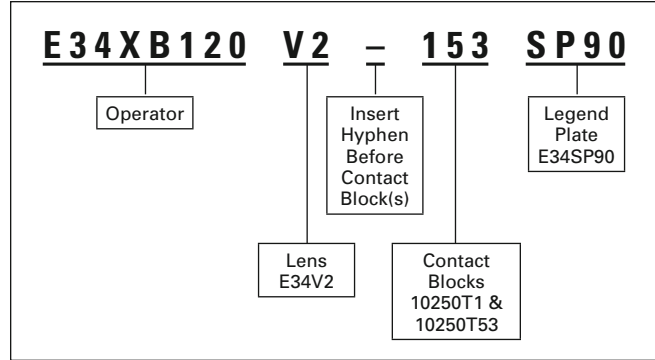 E34XB120 V2 – 153 SP90
Operator
Insert
Hyphen
Before
Contact
Block(s)
Legend
Plate
E34SP90
Lens
E34V2
Contact
Blocks
10250T1 &
10250T53